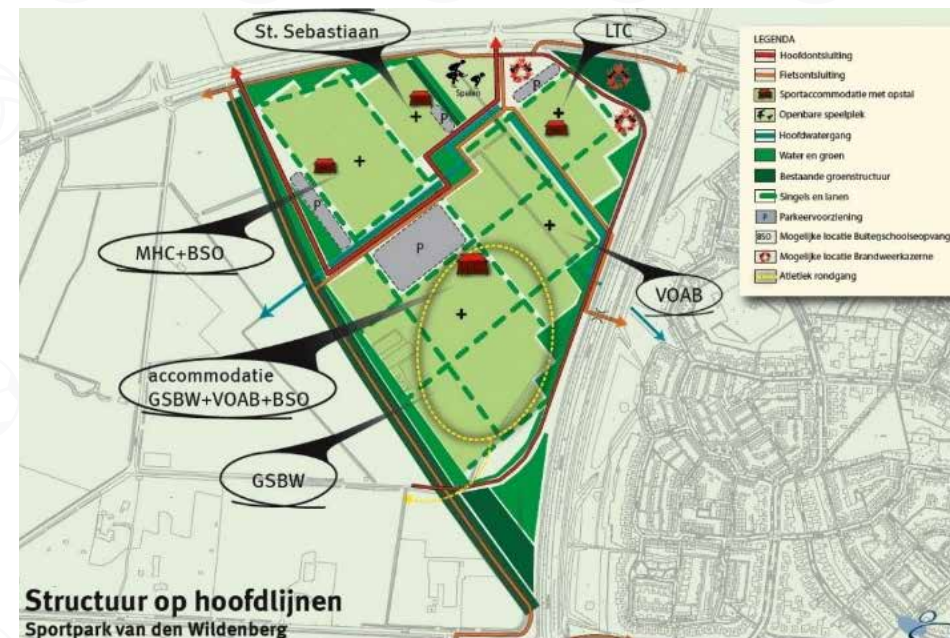 St. Sebastiaan
LTC
Spelen
P
P
P
P
MHC+BSO
VOAB
accommodatie
GSBW+VOAB+BSO
GSBW
LEGENDA
Hoofdontsluiting
Fietsontsluiting
Sportaccommodatie met opstal
Openbare speelplek
Hoofdwatergang
Water en groen
Bestaande groenstructuur
Singels en lanen
P Parkeervoorziening
BSO Mogelijke locatie Buitenschoolseopvang
Mogelijke locatie Brandweerkazerne
Atletiek rondgang
Structuur op hoofdlijnen
Sportpark van den Wildenberg